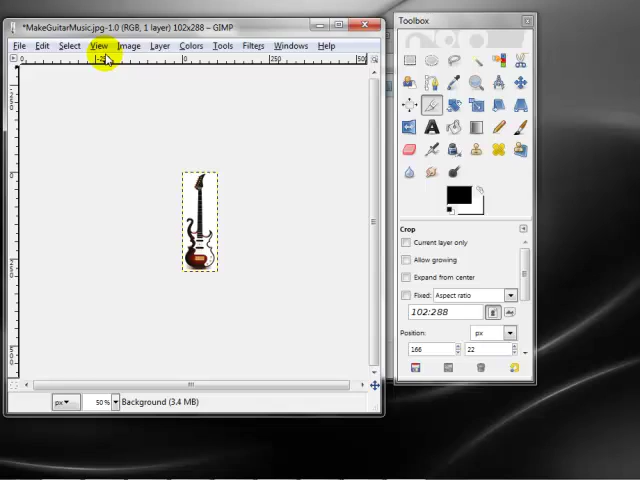 *MakeGuitarMusic.jpg-1.0 (RGB, 1 layer) 102x288 – GIMP
File Edit Select View Image Layer Colors Tools Filters Windows Help
0 250
0
px 50 % Background (3.4 MB)
Toolbox
Crop
Current layer only
Allow growing
Expand from center
Fixed: Aspect ratio
102:288
Position: px
166 22